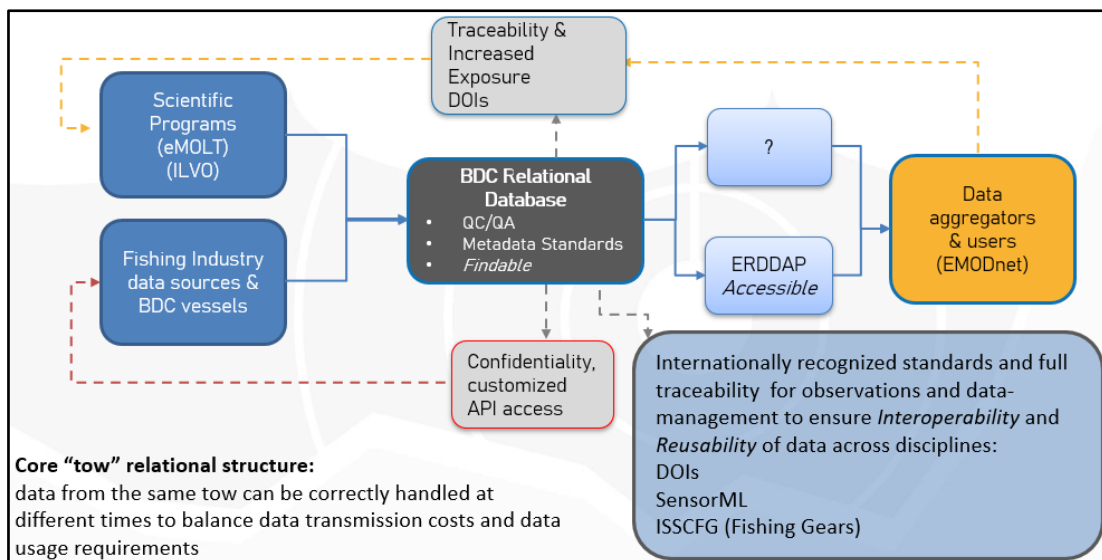 Traceability &
Increased
Exposure
DOIs
Scientific
Programs
(eMOLT)
(ILVO)
?
BDC Relational
Database
• QC/QA
• Metadata Standards
• Findable
Data
aggregators
& users
(EMODnet)
Fishing Industry
data sources &
BDC vessels
ERDDAP
Accessible
Confidentiality,
customized
API access
Internationally recognized standards and full
traceability for observations and data-
management to ensure Interoperability and
Reusability of data across disciplines:
DOIs
SensorML
ISSCFG (Fishing Gears)
Core “tow” relational structure:
data from the same tow can be correctly handled at
different times to balance data transmission costs and data
usage requirements